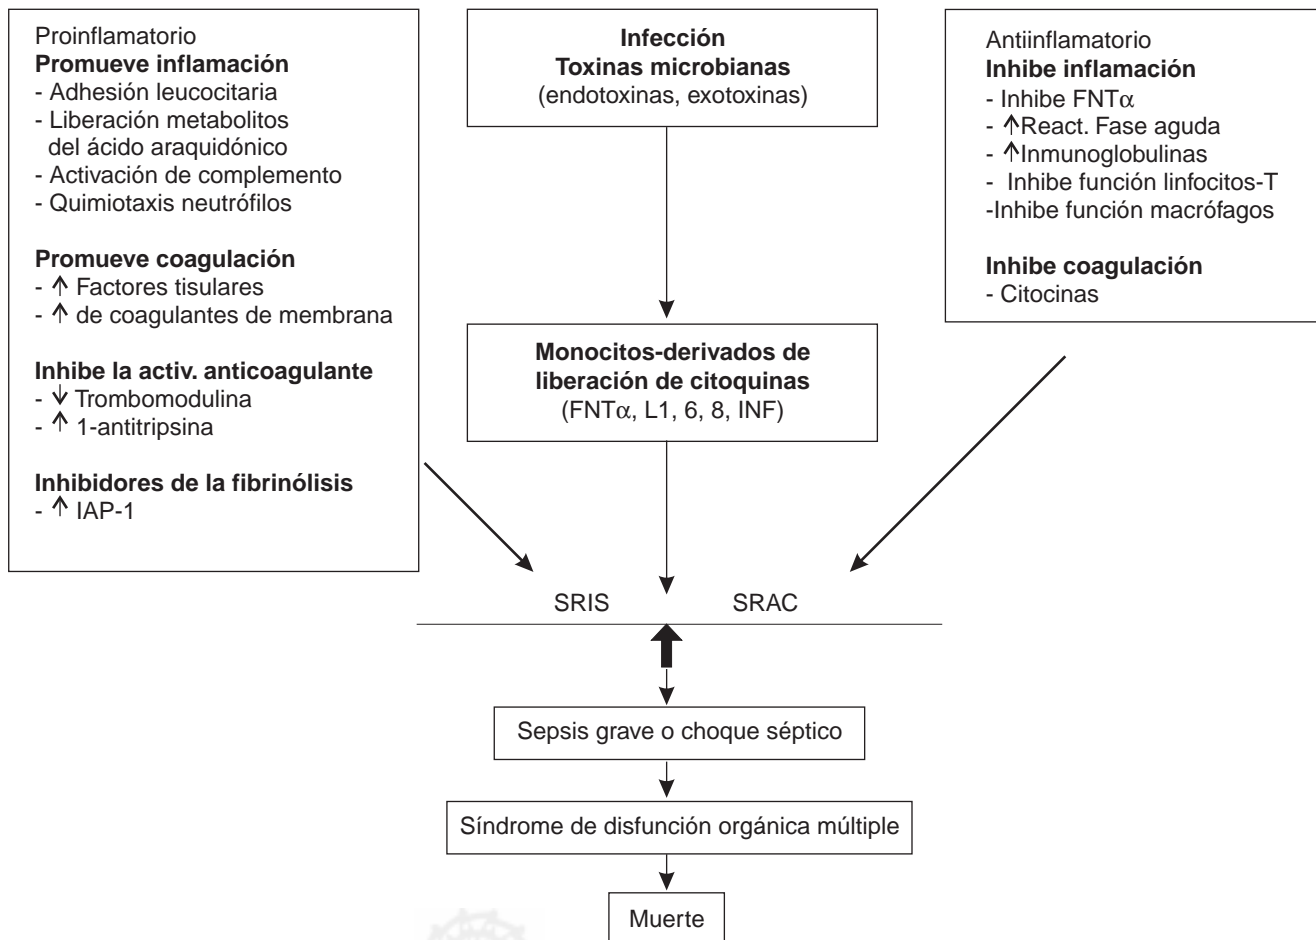 Proinflamatorio
Promueve inflamación
- Adhesión leucocitaria
- Liberación metabolitos
del ácido araquidónico
- Activación de complemento
- Quimiotaxis neutrófilos
Promueve coagulación
- ↑ Factores tisulares
- ↑ de coagulantes de membrana
Inhibe la activ. anticoagulante
- ↓ Trombomodulina
- ↑ 1-antitripsina
Inhibidores de la fibrinólisis
- ↑ IAP-1
Infección
Toxinas microbianas
(endotoxinas, exotoxinas)
Monocitos-derivados de
liberación de citoquinas
(FNTα, L1, 6, 8, INF)
Antiinflamatorio
Inhibe inflamación
- Inhibe FNTα
- ↑React. Fase aguda
- ↑Inmunoglobulinas
- Inhibe función linfocitos-T
-Inhibe función macrófagos
Inhibe coagulación
- Citocinas
SRIS SRAC
Sepsis grave o choque séptico
Síndrome de disfunción orgánica múltiple
Muerte